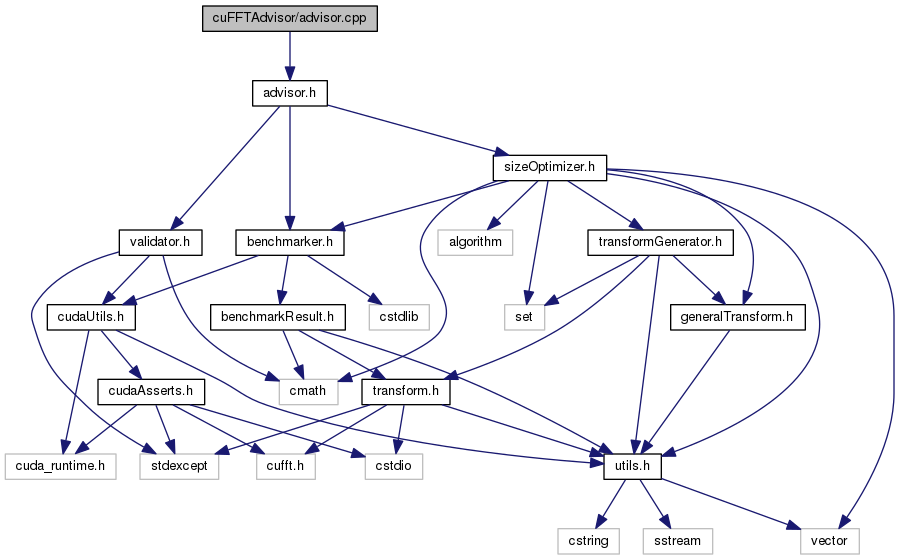 cuFFTAdvisor/advisor.cpp
advisor.h
sizeOptimizer.h
validator.h
benchmarker.h
algorithm
transformGenerator.h
cudaUtils.h
benchmarkResult.h
cstdlib
set
generalTransform.h
cudaAsserts.h
cmath
transform.h
cuda_runtime.h
stdexcept
cufft.h
cstdio
utils.h
cstring
sstream
vector